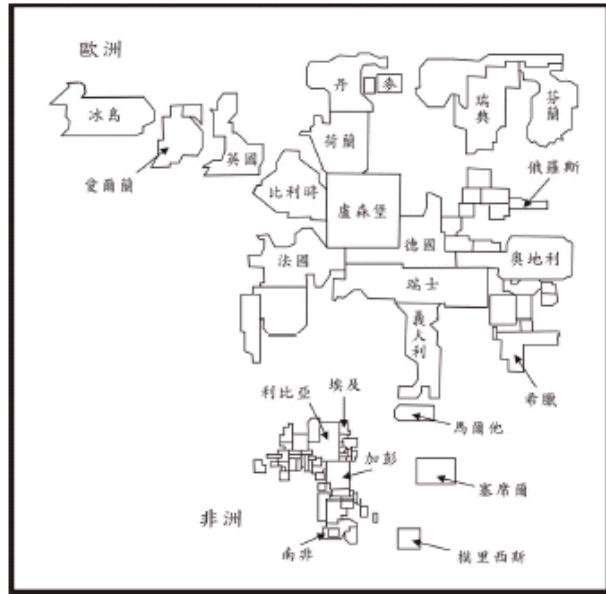 歐洲
冰島
愛爾蘭
英國
丹
麥
瑞典
芬蘭
荷蘭
比利時
盧森堡
俄羅斯
德國
奧地利
法國
瑞士
義大利
希臘
馬爾他
利比亞
埃及
加彭
塞席爾
非洲
南非
模里西斯